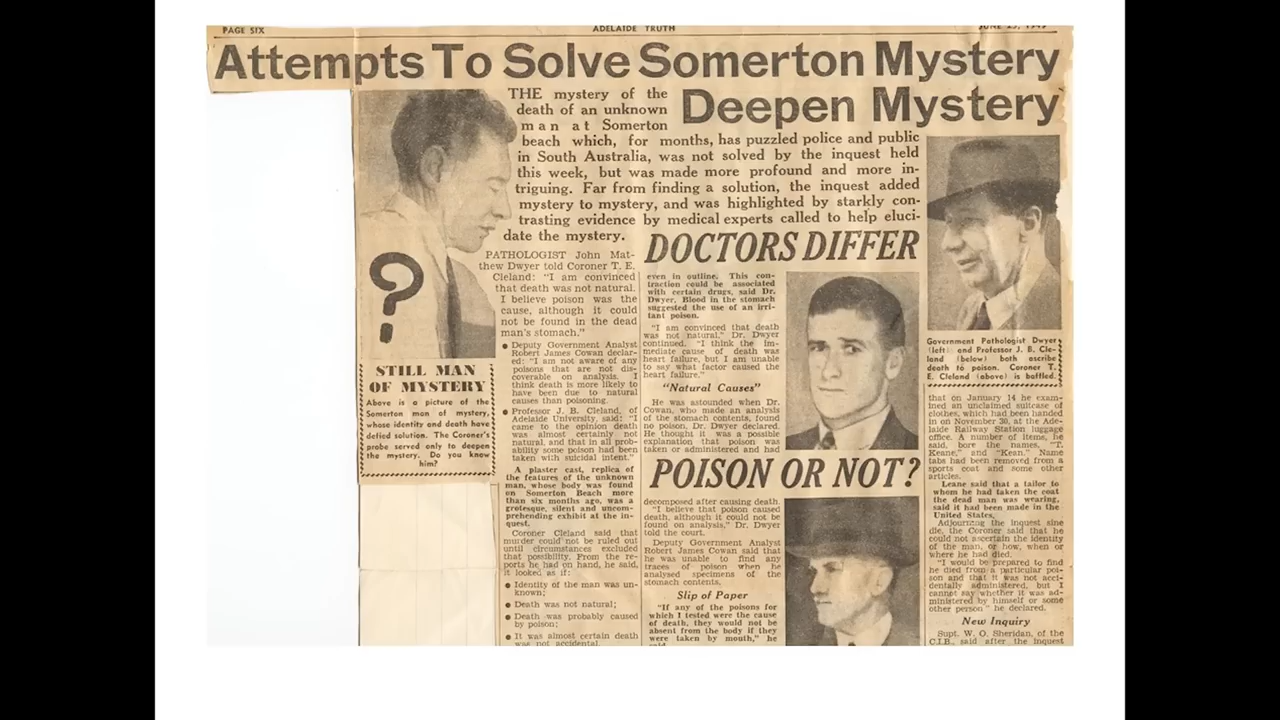 PAGE SIX
ADELAIDE TRUTH
Attempts To Solve Somerton Mystery
Deepen Mystery
THE mystery of the
death of an unknown
man at Somerton
beach which, for months, has puzzled police and public
in South Australia, was not solved by the inquest held
this week, but was made more profound and more in-
triguing. Far from finding a solution, the inquest added
mystery to mystery, and was highlighted by starkly con-
trasting evidence by medical experts called to help eluci-
date the mystery.
?
STILL MAN
OF MYSTERY
Above is a picture of the
Somerton man of mystery,
whose identity and death have
defied solution. The Coroner's
probe served only to deepen
the mystery. Do you know
him?
PATHOLOGIST John Mat-
thew Dwyer told Coroner T. E.
Cleland: "I am convinced
that death was not natural.
I believe poison was the
cause, although it could
not be found in the dead
man's stomach."
● Deputy Government Analyst
Robert James Cowan declar-
ed: "I am not aware of any
poisons that are not dis-
coverable on analysis. I
think death is more likely to
have been due to natural
causes than poisoning.
● Professor J. B. Cleland, of
Adelaide University, said: "I
came to the opinion death
was almost certainly not
natural, and that in all prob-
ability some poison had been
taken with suicidal intent."
A plaster cast, replica of
the features of the unknown
man, whose body was found
on Somerton Beach more
than six months ago, was a
grotesque, silent and uncom-
prehending exhibit at the in-
quest.
Coroner Cleland said that
murder could not be ruled out
until circumstances excluded
that possibility. From the re-
ports he had on hand, he said,
it looked as if:
● Identity of the man was un-
known;
● Death was not natural;
● Death was probably caused
by poison;
● It was almost certain death
was not accidental.
DOCTORS DIFFER
even in outline. This con-
traction could be associated
with certain drugs, said Dr.
Dwyer. Blood in the stomach
suggested the use of an irri-
tant poison.
"I am convinced that death
was not natural," Dr. Dwyer
continued. "I think the im-
mediate cause of death was
heart failure, but I am unable
to say what factor caused the
heart failure."
"Natural Causes"
He was astounded when Dr.
Cowan, who made an analysis
of the stomach contents, found
no poison, Dr. Dwyer declared.
He thought it was a possible
explanation that poison was
taken or administered and had
POISON OR NOT?
decomposed after causing death.
"I believe that poison caused
death, although it could not be
found on analysis," Dr. Dwyer
told the court.
Deputy Government Analyst
Robert James Cowan said that
he was unable to find any
traces of poison when he
analysed specimens of the
stomach contents.
Slip of Paper
"If any of the poisons for
which I tested were the cause
of death, they would not be
absent from the body if they
were taken by mouth," he
Government Pathologist Dwyer
(left) and Professor J. B. Cle-
land (below) both ascribe
death to poison. Coroner T.
E. Cleland (above) is baffled.
that on January 14 he exam-
ined an unclaimed suitcase of
clothes, which had been handed
in on November 30, at the Ade-
laide Railway Station luggage
office. A number of items, he
said, bore the names, "T.
Keane," and "Kean." Name
tabs had been removed from a
sports coat and some other
articles.
Leane said that a tailor to
whom he had taken the coat
the dead man was wearing,
said it had been made in the
United States.
Adjourning the inquest sine
die, the Coroner said that he
could not ascertain the identity
of the man, or how, when or
where he had died.
"I would be prepared to find
he died from a particular poi-
son and that it was not acci-
dentally administered, but I
cannot say whether it was ad-
ministered by himself or some
other person" he declared.
New Inquiry
Supt. W. O. Sheridan, of the
C.I.B., said after the inquest